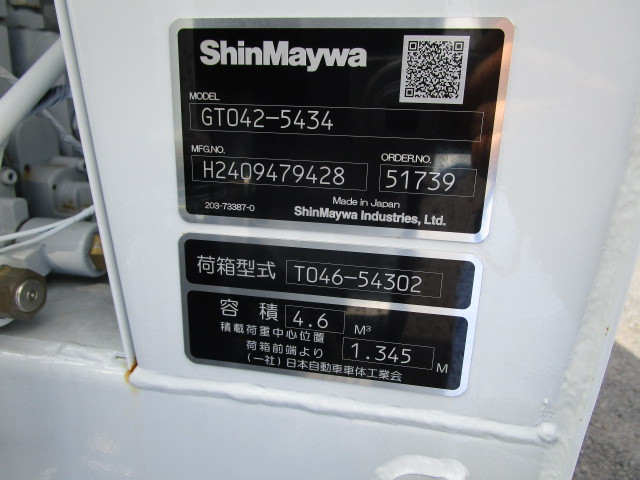 ShinMaywa
MODEL
GT042-5434
MFG.NO. ORDER.NO.
H2409479428 51739
Made in Japan
203-73387-0 ShinMaywa Industries, Ltd.
荷箱型式 T046-54302
容積 4.6 M³
積載荷重中心位置
荷箱前端より 1.345 M
(一社)日本自動車車体工業会